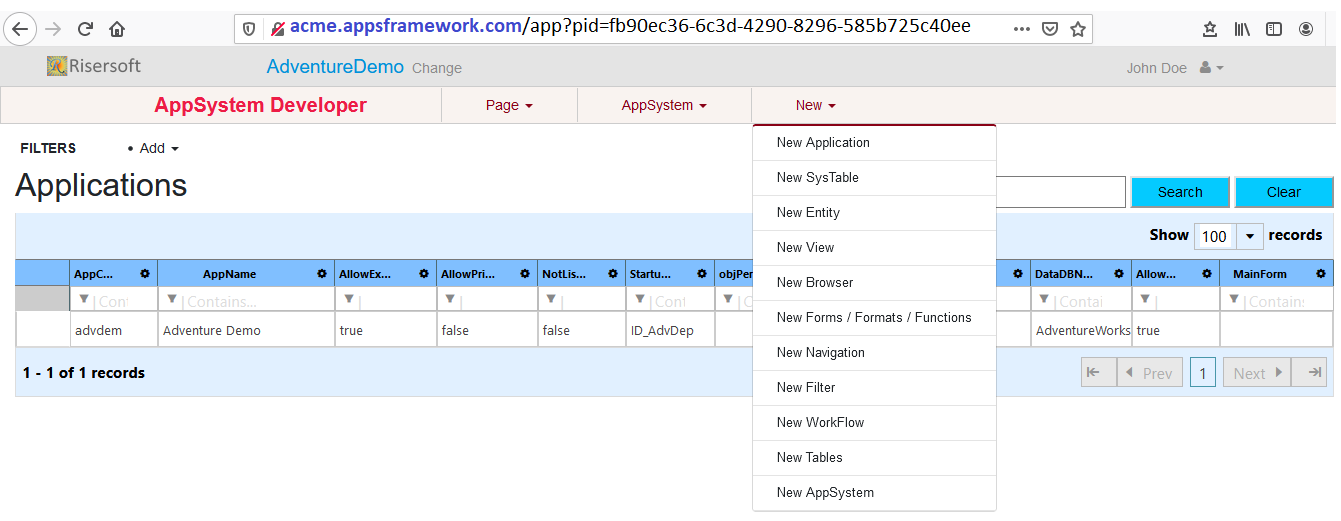 acme.appsframework.com/app?pid=fb90ec36-6c3d-4290-8296-585b725c40ee
Risersoft AdventureDemo Change John Doe
AppSystem Developer Page AppSystem New
FILTERS • Add
Applications
New Application
New SysTable
New Entity
New View
New Browser
New Forms / Formats / Functions
New Navigation
New Filter
New WorkFlow
New Tables
New AppSystem
Search Clear
Show 100 records
AppC... AppName AllowEx... AllowPri... NotLis... Startu... objPer DataDBN... Allow... MainForm
Cont Contains... Cont Contai Contains
advdem Adventure Demo true false false ID_AdvDep AdventureWorks true
1 - 1 of 1 records Prev 1 Next